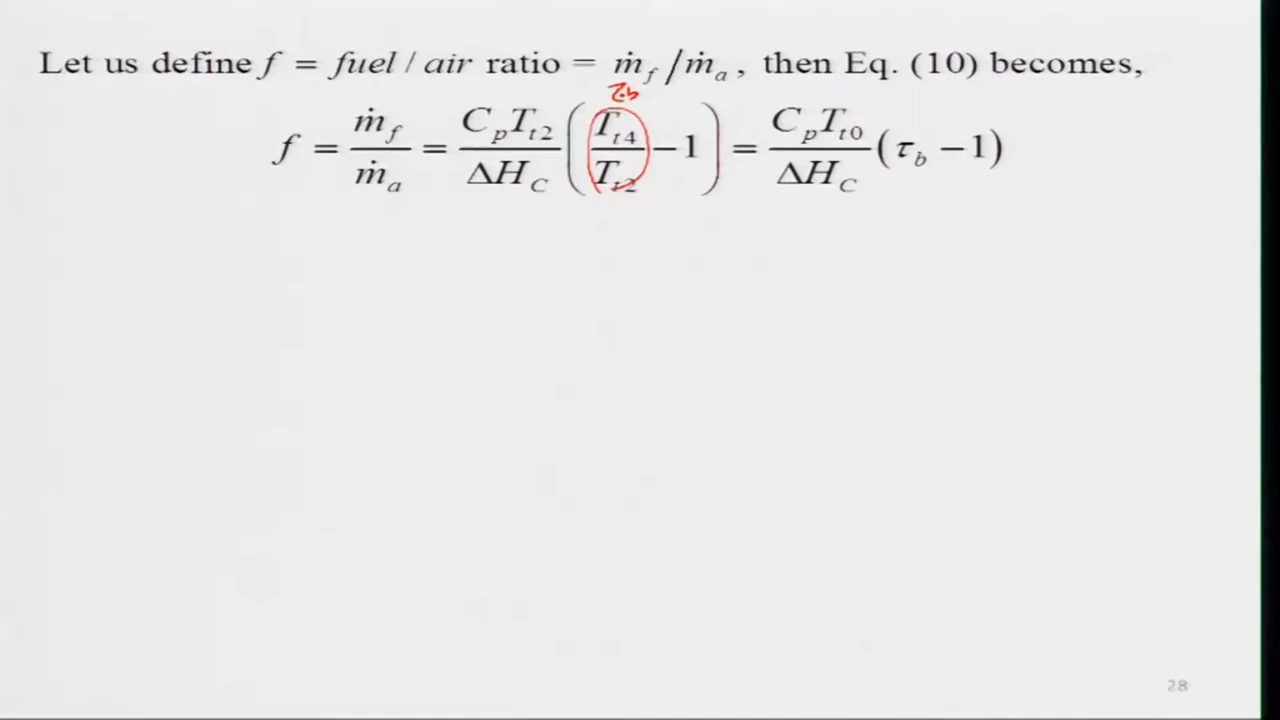 Let us define f = fuel / air ratio = ṁ_f / ṁ_a , then Eq. (10) becomes,
τ_b
f = ṁ_f / ṁ_a = C_p T_t2 / ΔH_C ( T_t4 / T_t2 − 1 ) = C_p T_t0 / ΔH_C ( τ_b − 1 )
28